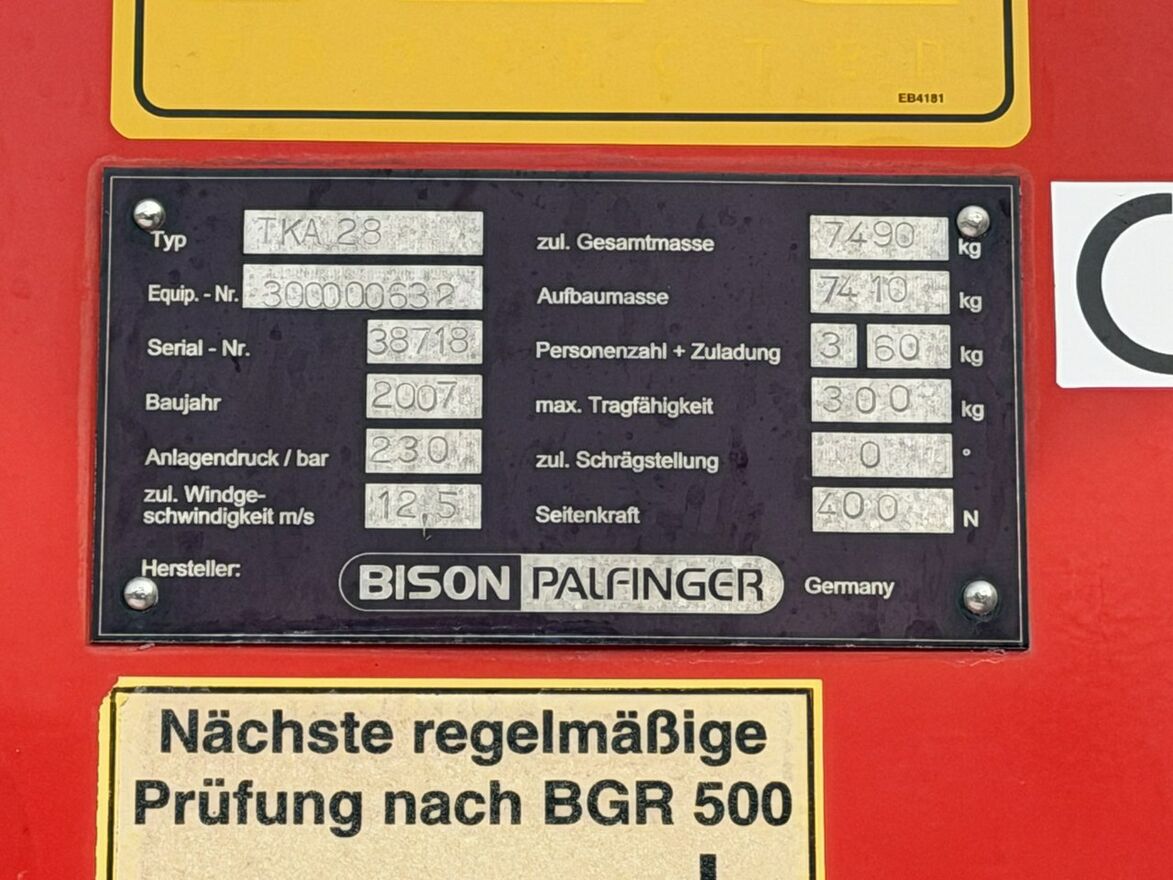 PROTECTED
EB4181
Typ TKA 28
Equip. - Nr. 300000632
Serial - Nr. 38718
Baujahr 2007
Anlagendruck / bar 230
zul. Windge-
schwindigkeit m/s 12,5
zul. Gesamtmasse 7490 kg
Aufbaumasse 7410 kg
Personenzahl + Zuladung 3 60 kg
max. Tragfähigkeit 300 kg
zul. Schrägstellung 0 °
Seitenkraft 400 N
Hersteller: BISON PALFINGER Germany
Nächste regelmäßige
Prüfung nach BGR 500